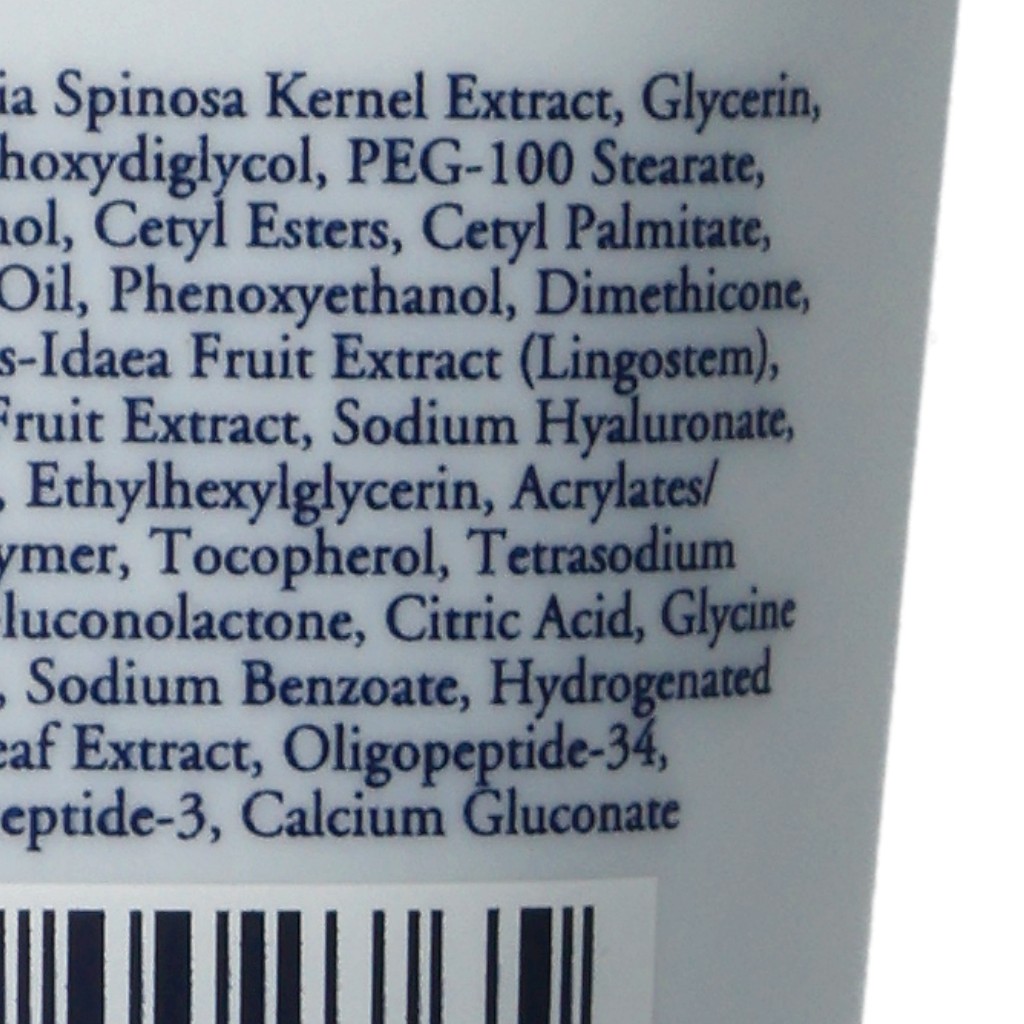 ia Spinosa Kernel Extract, Glycerin,
hoxydiglycol, PEG-100 Stearate,
nol, Cetyl Esters, Cetyl Palmitate,
Oil, Phenoxyethanol, Dimethicone,
s-Idaea Fruit Extract (Lingostem),
Fruit Extract, Sodium Hyaluronate,
, Ethylhexylglycerin, Acrylates/
ymer, Tocopherol, Tetrasodium
luconolactone, Citric Acid, Glycine
, Sodium Benzoate, Hydrogenated
eaf Extract, Oligopeptide-34,
eptide-3, Calcium Gluconate